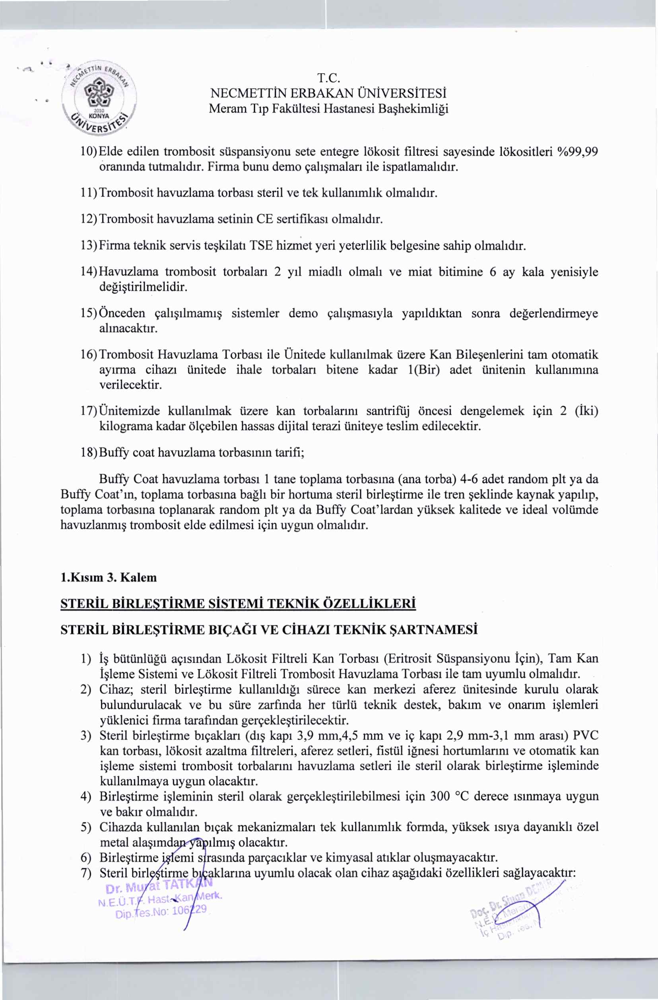 NECMETTİN ERBAKAN
2010
KONYA
ÜNİVERSİTESİ
T.C.
NECMETTİN ERBAKAN ÜNİVERSİTESİ
Meram Tıp Fakültesi Hastanesi Başhekimliği
10) Elde edilen trombosit süspansiyonu sete entegre lökosit filtresi sayesinde lökositleri %99,99
oranında tutmalıdır. Firma bunu demo çalışmaları ile ispatlamalıdır.
11) Trombosit havuzlama torbası steril ve tek kullanımlık olmalıdır.
12) Trombosit havuzlama setinin CE sertifikası olmalıdır.
13) Firma teknik servis teşkilatı TSE hizmet yeri yeterlilik belgesine sahip olmalıdır.
14) Havuzlama trombosit torbaları 2 yıl miadlı olmalı ve miat bitimine 6 ay kala yenisiyle
değiştirilmelidir.
15) Önceden çalışılmamış sistemler demo çalışmasıyla yapıldıktan sonra değerlendirmeye
alınacaktır.
16) Trombosit Havuzlama Torbası ile Ünitede kullanılmak üzere Kan Bileşenlerini tam otomatik
ayırma cihazı ünitede ihale torbaları bitene kadar 1(Bir) adet ünitenin kullanımına
verilecektir.
17) Ünitemizde kullanılmak üzere kan torbalarını santrifüj öncesi dengelemek için 2 (İki)
kilograma kadar ölçebilen hassas dijital terazi üniteye teslim edilecektir.
18) Buffy coat havuzlama torbasının tarifi;
Buffy Coat havuzlama torbası 1 tane toplama torbasına (ana torba) 4-6 adet random plt ya da
Buffy Coat’ın, toplama torbasına bağlı bir hortuma steril birleştirme ile tren şeklinde kaynak yapılıp,
toplama torbasına toplanarak random plt ya da Buffy Coat’lardan yüksek kalitede ve ideal volümde
havuzlanmış trombosit elde edilmesi için uygun olmalıdır.
1.Kısım 3. Kalem
STERİL BİRLEŞTİRME SİSTEMİ TEKNİK ÖZELLİKLERİ
STERİL BİRLEŞTİRME BIÇAĞI VE CİHAZI TEKNİK ŞARTNAMESİ
1) İş bütünlüğü açısından Lökosit Filtreli Kan Torbası (Eritrosit Süspansiyonu İçin), Tam Kan
İşleme Sistemi ve Lökosit Filtreli Trombosit Havuzlama Torbası ile tam uyumlu olmalıdır.
2) Cihaz; steril birleştirme kullanıldığı sürece kan merkezi aferez ünitesinde kurulu olarak
bulundurulacak ve bu süre zarfında her türlü teknik destek, bakım ve onarım işlemleri
yüklenici firma tarafından gerçekleştirilecektir.
3) Steril birleştirme bıçakları (dış kapı 3,9 mm,4,5 mm ve iç kapı 2,9 mm-3,1 mm arası) PVC
kan torbası, lökosit azaltma filtreleri, aferez setleri, fistül iğnesi hortumlarını ve otomatik kan
işleme sistemi trombosit torbalarını havuzlama setleri ile steril olarak birleştirme işleminde
kullanılmaya uygun olacaktır.
4) Birleştirme işleminin steril olarak gerçekleştirilebilmesi için 300 °C derece ısınmaya uygun
ve bakır olmalıdır.
5) Cihazda kullanılan bıçak mekanizmaları tek kullanımlık formda, yüksek ısıya dayanıklı özel
metal alaşımdan yapılmış olacaktır.
6) Birleştirme işlemi sırasında parçacıklar ve kimyasal atıklar oluşmayacaktır.
7) Steril birleştirme bıçaklarına uyumlu olacak olan cihaz aşağıdaki özellikleri sağlayacaktır:
Dr. Murat TATKAN
N.E.Ü.T.F. Hast. Kan Merk.
Dip.Tes.No: 106229
Doç. Dr. Sinan
N.E.Ü. Meram
İç
Dip. Tes.